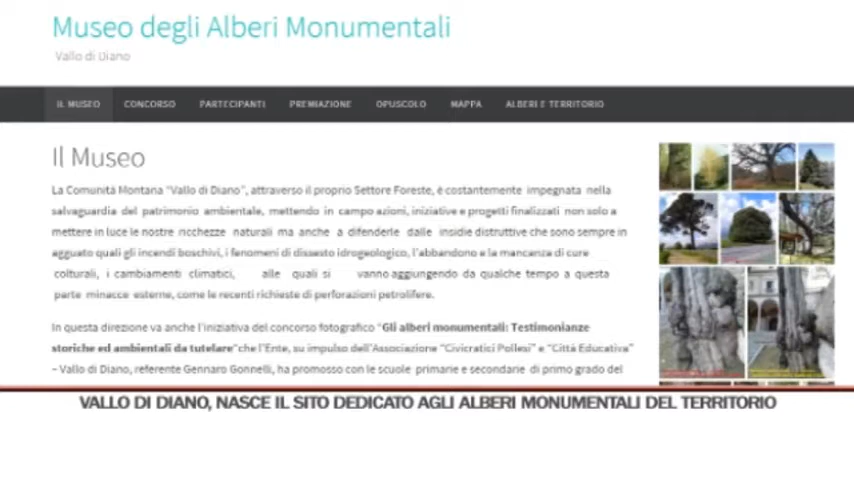 Museo degli Alberi Monumentali
Vallo di Diano
IL MUSEO CONCORSO PARTECIPANTI PREMIAZIONE OPUSCOLO MAPPA ALBERI E TERRITORIO
Il Museo
La Comunità Montana "Vallo di Diano", attraverso il proprio Settore Foreste, è costantemente impegnata nella
salvaguardia del patrimonio ambientale, mettendo in campo azioni, iniziative e progetti finalizzati non solo a
mettere in luce le nostre ricchezze naturali ma anche a difenderle dalle insidie distruttive che sono sempre in
agguato quali gli incendi boschivi, i fenomeni di dissesto idrogeologico, l'abbandono e la mancanza di cure
colturali, i cambiamenti climatici, alle quali si vanno aggiungendo da qualche tempo a questa
parte minacce esterne, come le recenti richieste di perforazioni petrolifere.
In questa direzione va anche l'iniziativa del concorso fotografico "Gli alberi monumentali: Testimonianze
storiche ed ambientali da tutelare"che l'Ente, su impulso dell'Associazione "Civicratici Pollesi" e "Città Educativa"
– Vallo di Diano, referente Gennaro Gonnelli, ha promosso con le scuole primarie e secondarie di primo grado del
VALLO DI DIANO, NASCE IL SITO DEDICATO AGLI ALBERI MONUMENTALI DEL TERRITORIO